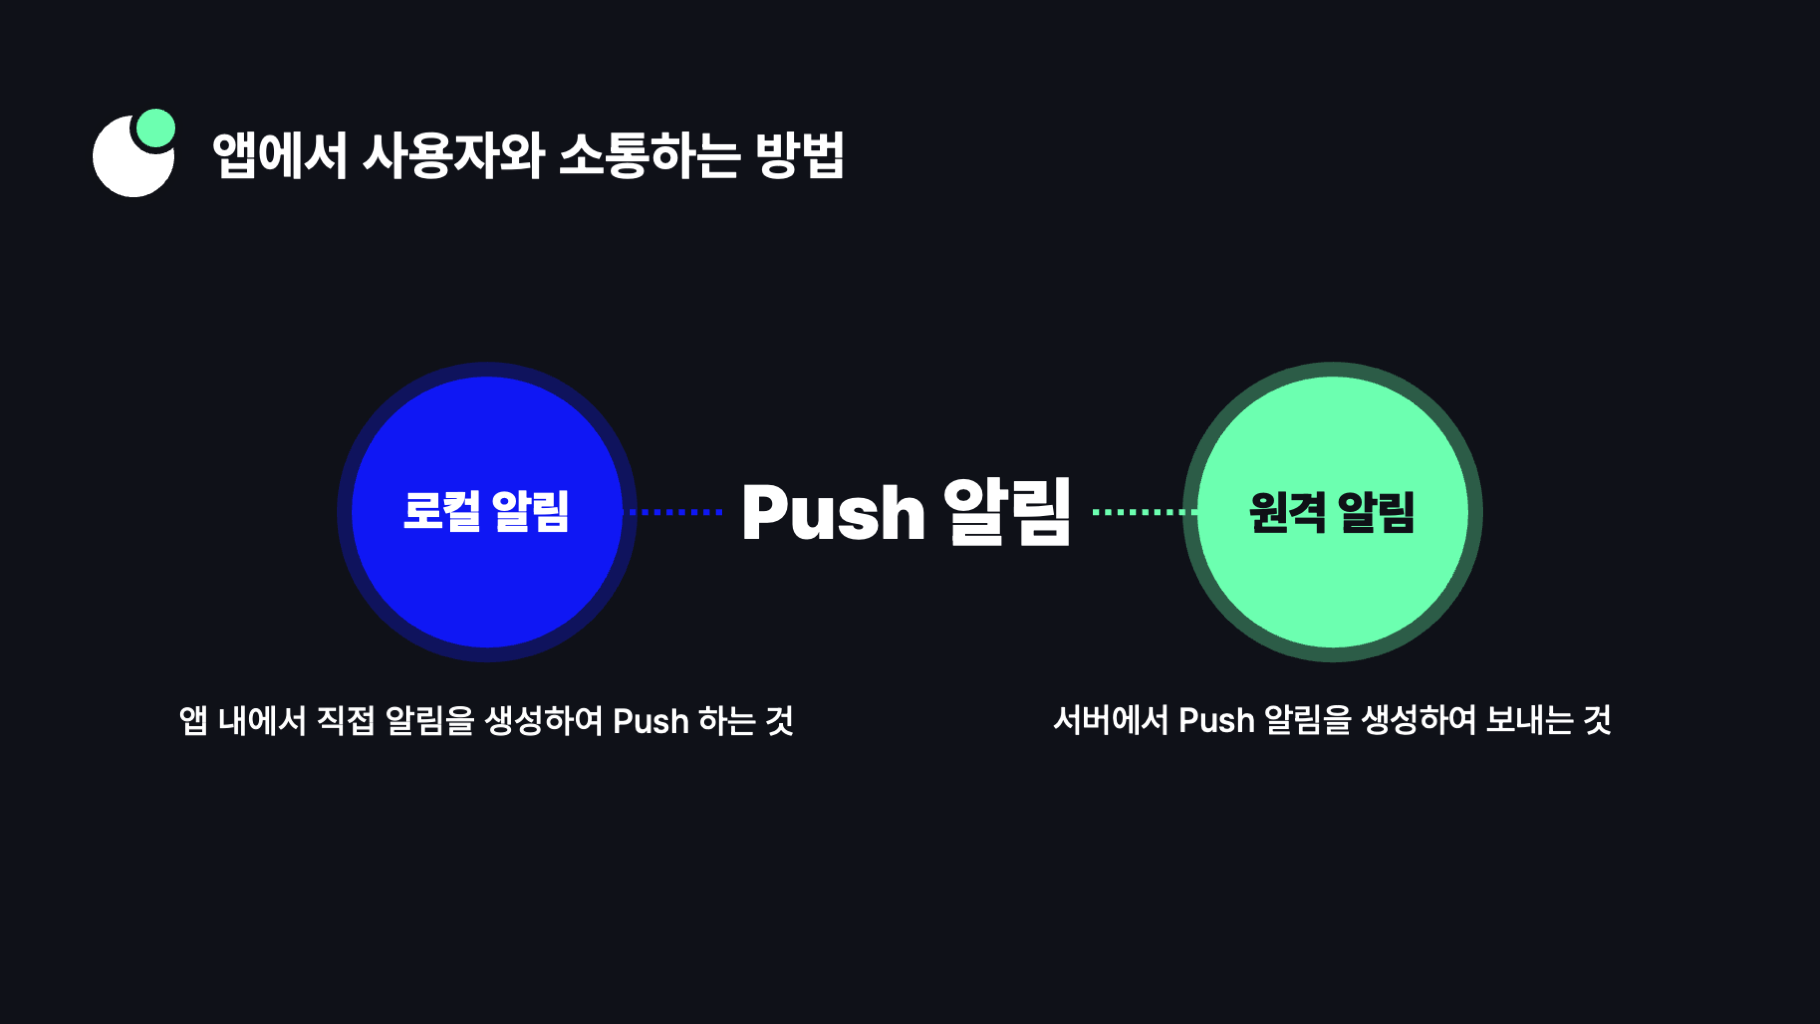 앱에서 사용자와 소통하는 방법
로컬 알림
Push 알림
원격 알림
앱 내에서 직접 알림을 생성하여 Push 하는 것
서버에서 Push 알림을 생성하여 보내는 것